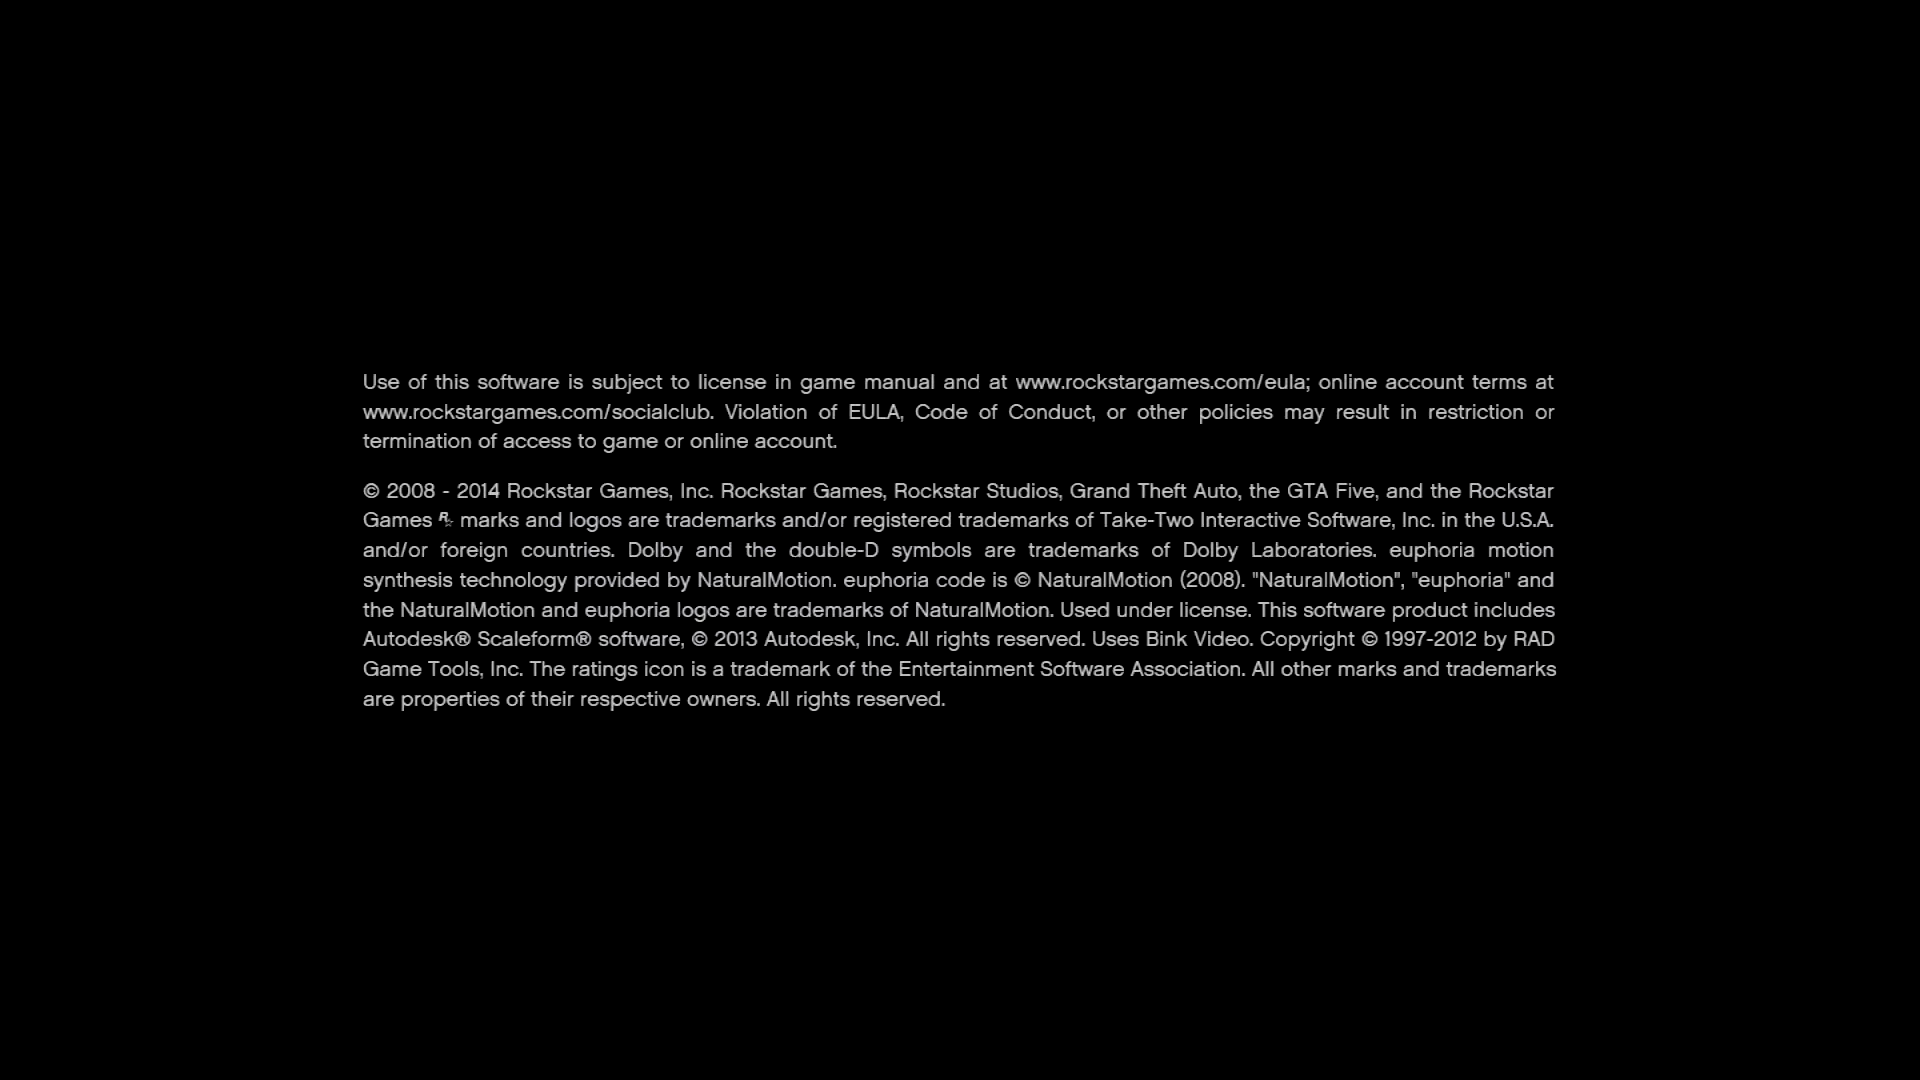 Use of this software is subject to license in game manual and at www.rockstargames.com/eula; online account terms at
www.rockstargames.com/socialclub. Violation of EULA, Code of Conduct, or other policies may result in restriction or
termination of access to game or online account.
© 2008 - 2014 Rockstar Games, Inc. Rockstar Games, Rockstar Studios, Grand Theft Auto, the GTA Five, and the Rockstar
Games R* marks and logos are trademarks and/or registered trademarks of Take-Two Interactive Software, Inc. in the U.S.A.
and/or foreign countries. Dolby and the double-D symbols are trademarks of Dolby Laboratories. euphoria motion
synthesis technology provided by NaturalMotion. euphoria code is © NaturalMotion (2008). "NaturalMotion", "euphoria" and
the NaturalMotion and euphoria logos are trademarks of NaturalMotion. Used under license. This software product includes
Autodesk® Scaleform® software, © 2013 Autodesk, Inc. All rights reserved. Uses Bink Video. Copyright © 1997-2012 by RAD
Game Tools, Inc. The ratings icon is a trademark of the Entertainment Software Association. All other marks and trademarks
are properties of their respective owners. All rights reserved.